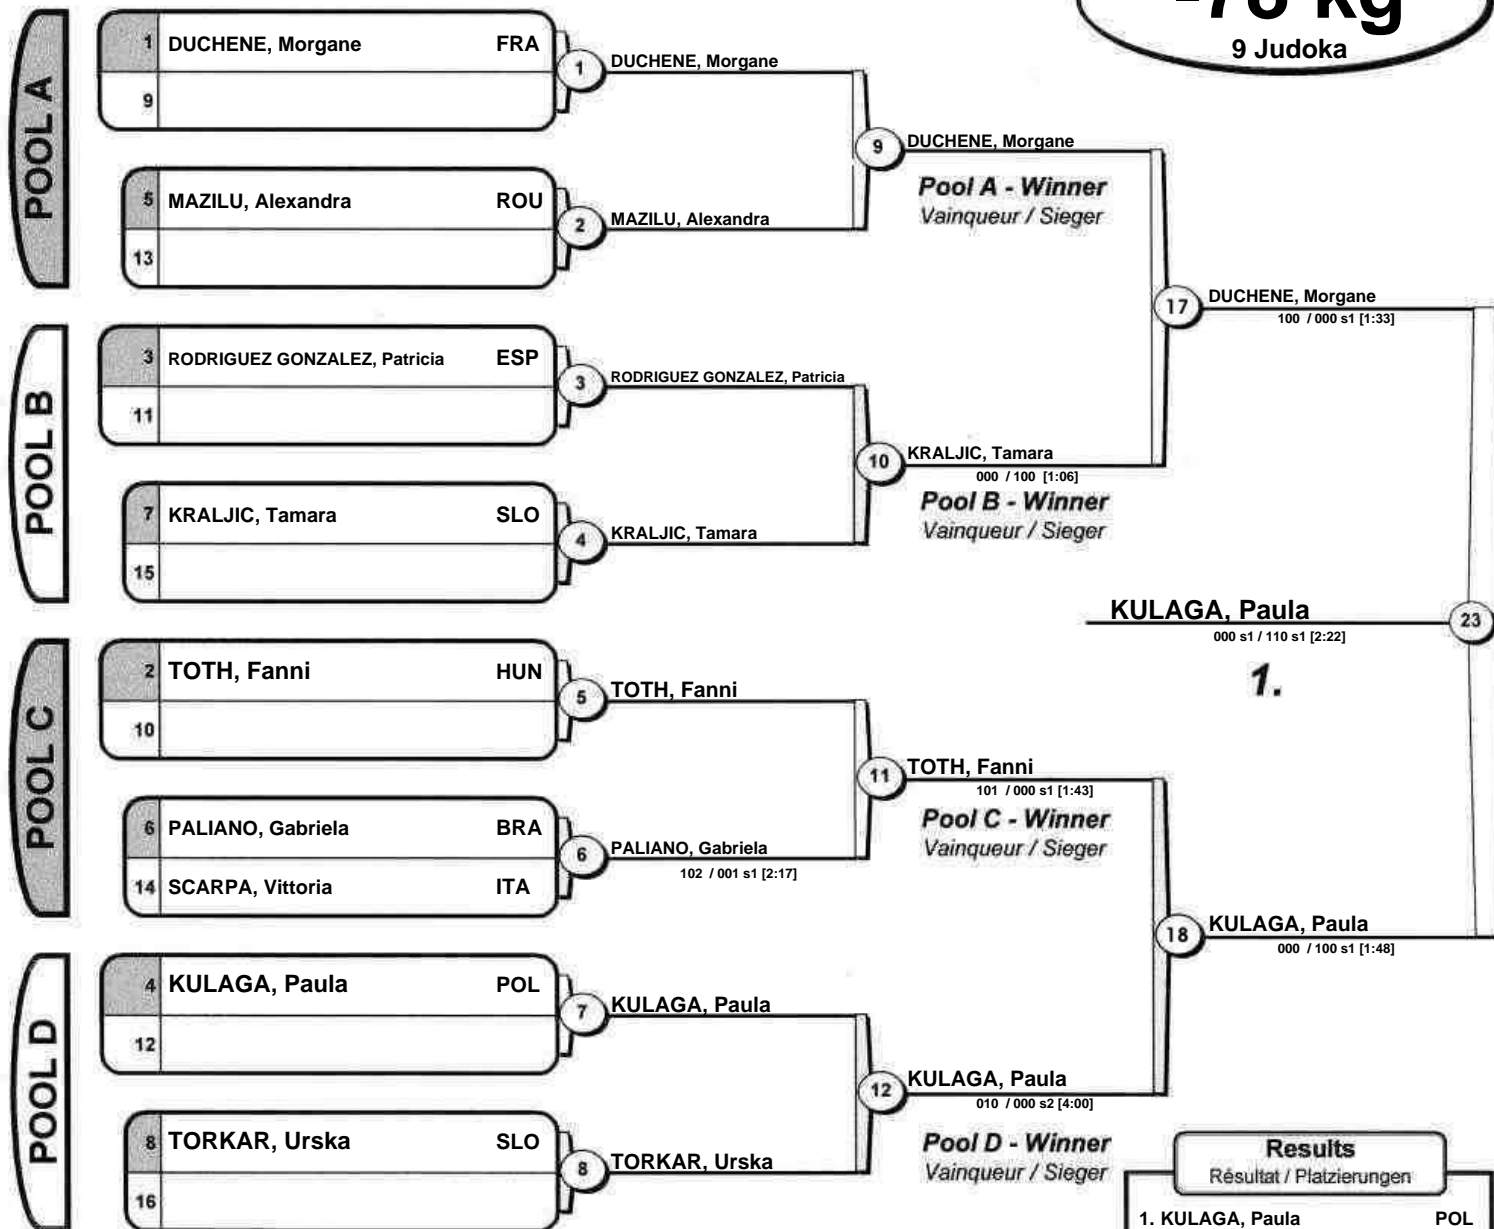 -78 kg
9 Judoka
POOL A
1 DUCHENE, Morgane FRA
9
1 DUCHENE, Morgane
5 MAZILU, Alexandra ROU
13
2 MAZILU, Alexandra
9 DUCHENE, Morgane
Pool A - Winner
Vainqueur / Sieger
POOL B
3 RODRIGUEZ GONZALEZ, Patricia ESP
11
3 RODRIGUEZ GONZALEZ, Patricia
7 KRALJIC, Tamara SLO
15
4 KRALJIC, Tamara
10 KRALJIC, Tamara
000 / 100 [1:06]
Pool B - Winner
Vainqueur / Sieger
17 DUCHENE, Morgane
100 / 000 s1 [1:33]
KULAGA, Paula 23
000 s1 / 110 s1 [2:22]
1.
POOL C
2 TOTH, Fanni HUN
10
5 TOTH, Fanni
6 PALIANO, Gabriela BRA
14 SCARPA, Vittoria ITA
6 PALIANO, Gabriela
102 / 001 s1 [2:17]
11 TOTH, Fanni
101 / 000 s1 [1:43]
Pool C - Winner
Vainqueur / Sieger
18 KULAGA, Paula
000 / 100 s1 [1:48]
POOL D
4 KULAGA, Paula POL
12
7 KULAGA, Paula
8 TORKAR, Urska SLO
16
8 TORKAR, Urska
12 KULAGA, Paula
010 / 000 s2 [4:00]
Pool D - Winner
Vainqueur / Sieger
Results
Résultat / Platzierungen
1. KULAGA, Paula POL